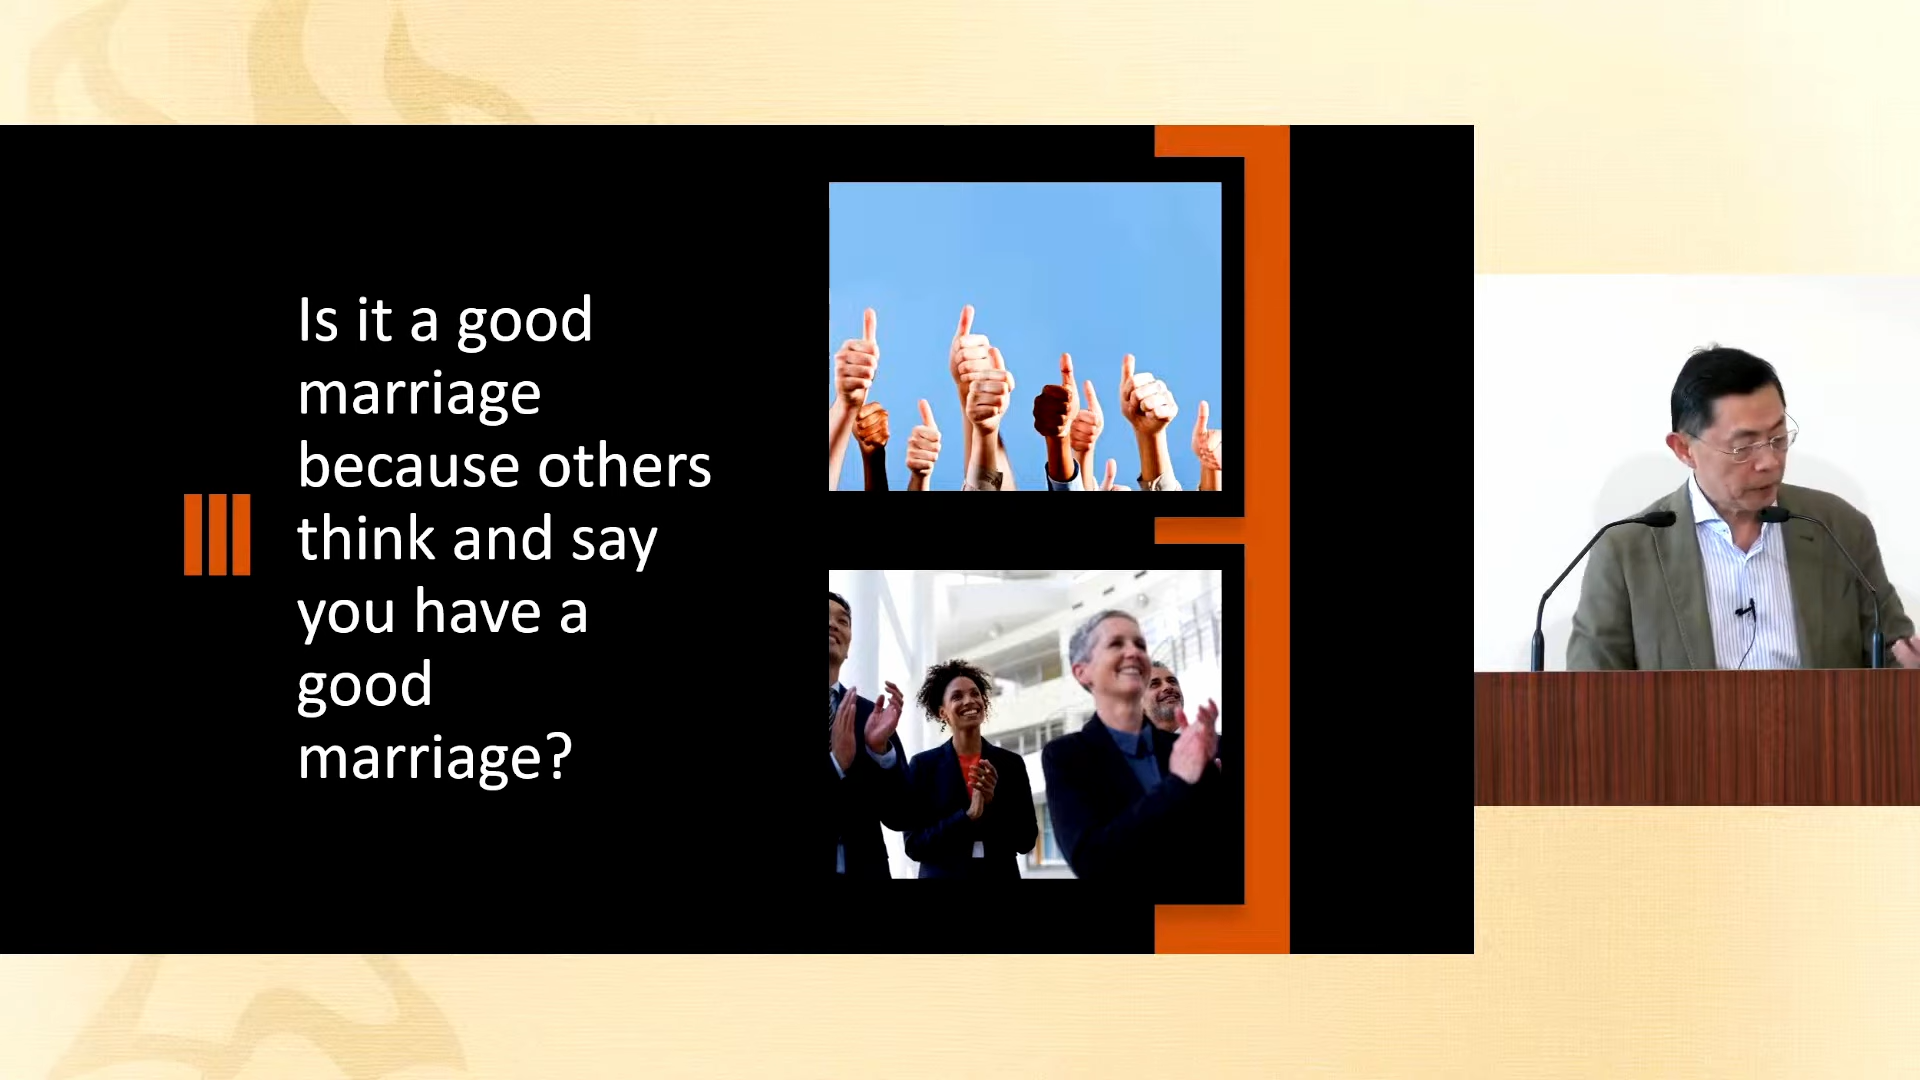 Is it a good
marriage
because others
think and say
you have a
good
marriage?